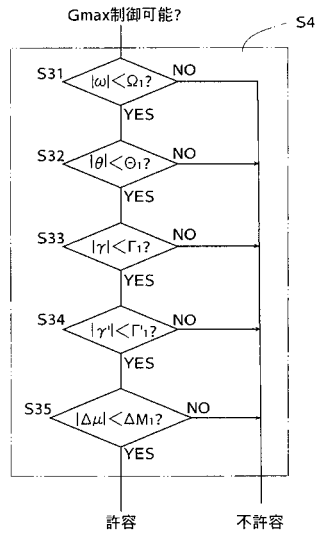 Gmax制御可能?
S4
S31
|ω|<Ω₁?
NO
YES
S32
|θ|<Θ₁?
NO
YES
S33
|γ|<Γ₁?
NO
YES
S34
|γ'|<Γ'₁?
NO
YES
S35
|Δμ|<ΔM₁?
NO
YES
許容
不許容